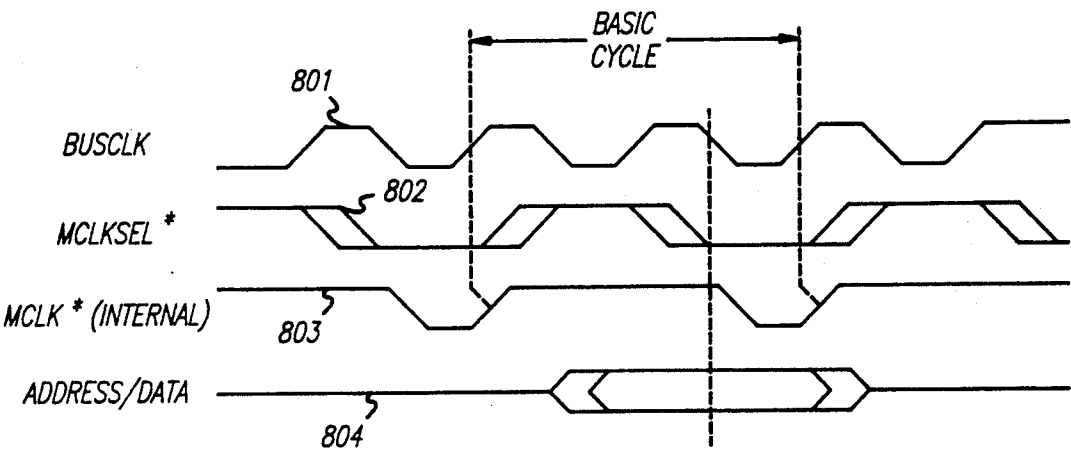 BASIC
CYCLE
801
BUSCLK
802
MCLKSEL *
MCLK * (INTERNAL)
803
ADDRESS/DATA
804